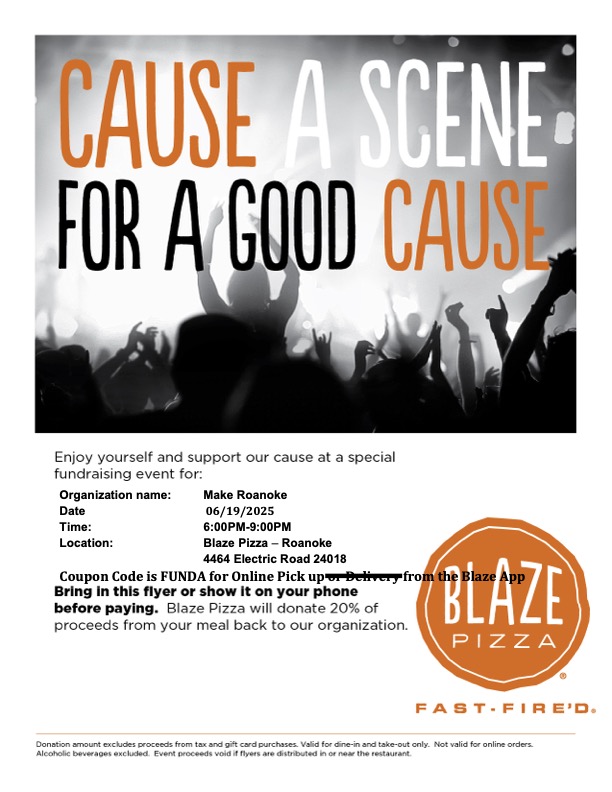 CAUSE A SCENE
FOR A GOOD CAUSE
Enjoy yourself and support our cause at a special
fundraising event for:
Organization name: Make Roanoke
Date 06/19/2025
Time: 6:00PM-9:00PM
Location: Blaze Pizza – Roanoke
4464 Electric Road 24018
Coupon Code is FUNDA for Online Pick up or Delivery from the Blaze App
Bring in this flyer or show it on your phone
before paying. Blaze Pizza will donate 20% of
proceeds from your meal back to our organization.
BLAZE
PIZZA
®
FAST-FIRE'D®
Donation amount excludes proceeds from tax and gift card purchases. Valid for dine-in and take-out only. Not valid for online orders.
Alcoholic beverages excluded. Event proceeds void if flyers are distributed in or near the restaurant.